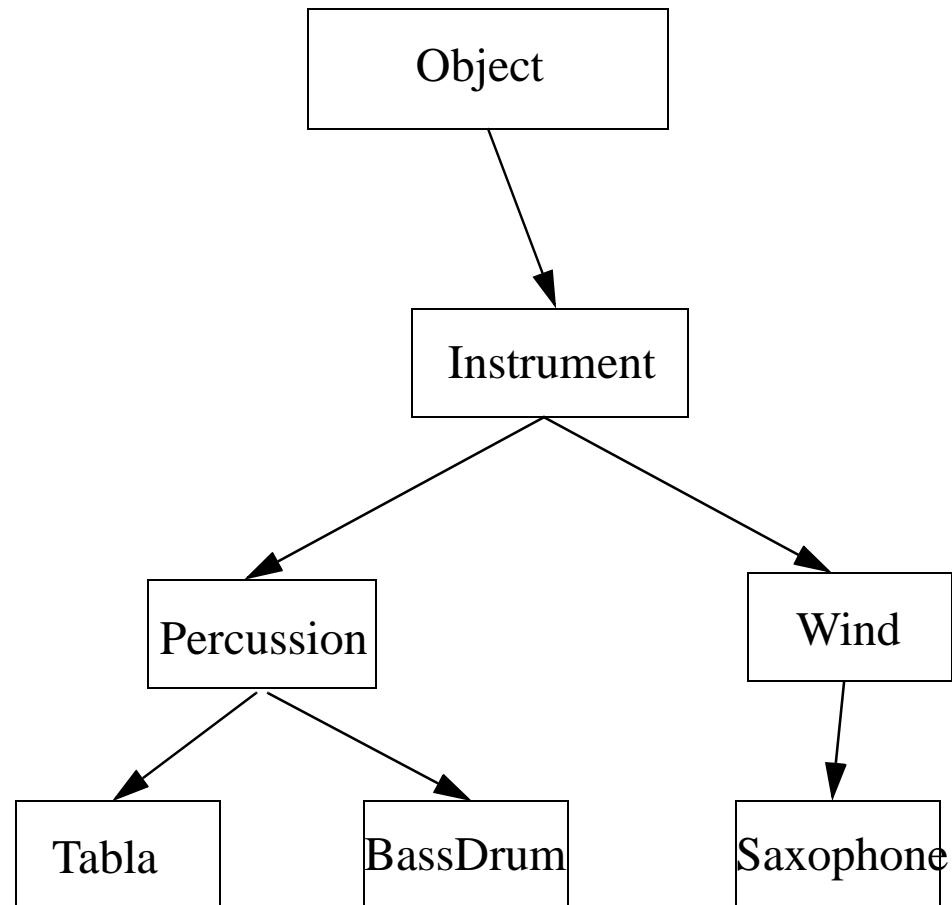 Object
Instrument
Percussion
Wind
Tabla
BassDrum
Saxophone